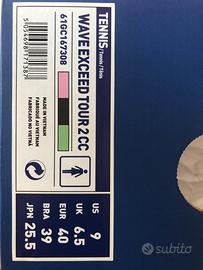 TENNIS/Tennis/Tênis
WAVE EXCEED TOUR 2 CC
61GC167308
MADE IN VIETNAM
FABRIQUÉ AU VIETNAM
FABRICADO NO VIETNÃ
US 9
UK 6.5
EUR 40
BRA 39
JPN 25.5
subito